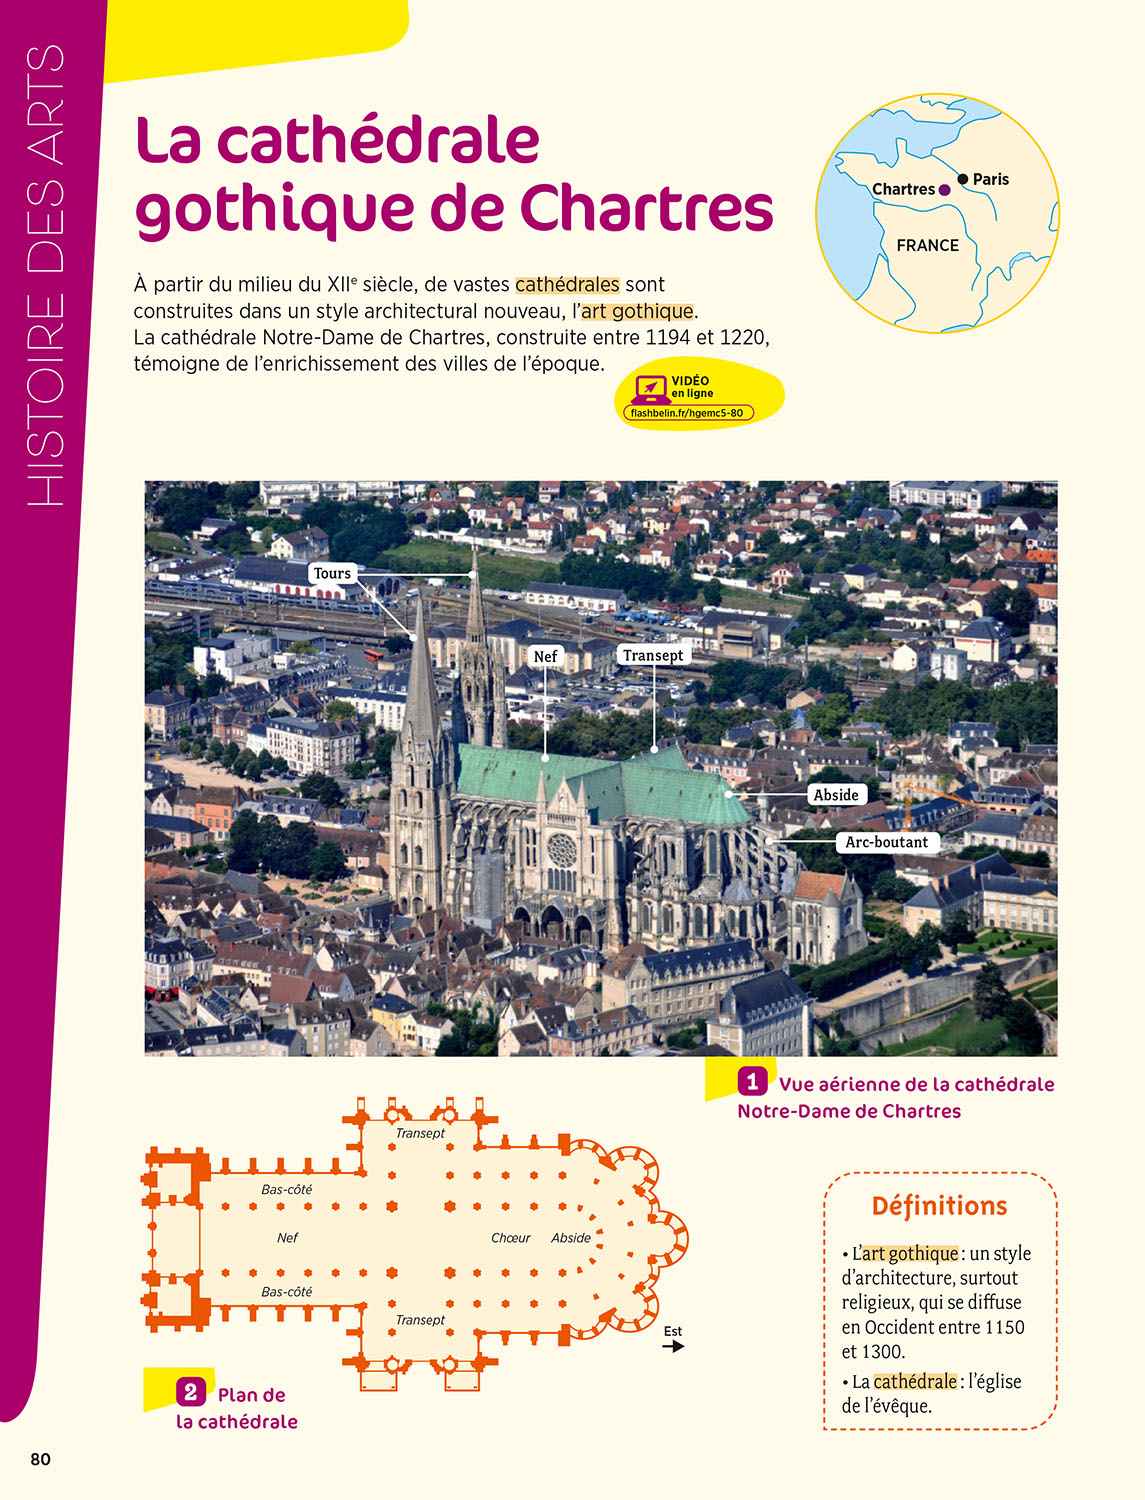 HISTOIRE DES ARTS
La cathédrale
gothique de Chartres
À partir du milieu du XIIe siècle, de vastes cathédrales sont
construites dans un style architectural nouveau, l'art gothique.
La cathédrale Notre-Dame de Chartres, construite entre 1194 et 1220,
témoigne de l'enrichissement des villes de l'époque.
VIDÉO
en ligne
flashbelin.fr/hgemc5-80
Paris
Chartres
FRANCE
Tours
Nef
Transept
Abside
Arc-boutant
1 Vue aérienne de la cathédrale
Notre-Dame de Chartres
Transept
Bas-côté
Nef
Chœur
Abside
Bas-côté
Transept
Est
2 Plan de
la cathédrale
Définitions
• L'art gothique : un style
d'architecture, surtout
religieux, qui se diffuse
en Occident entre 1150
et 1300.
• La cathédrale : l'église
de l'évêque.
80